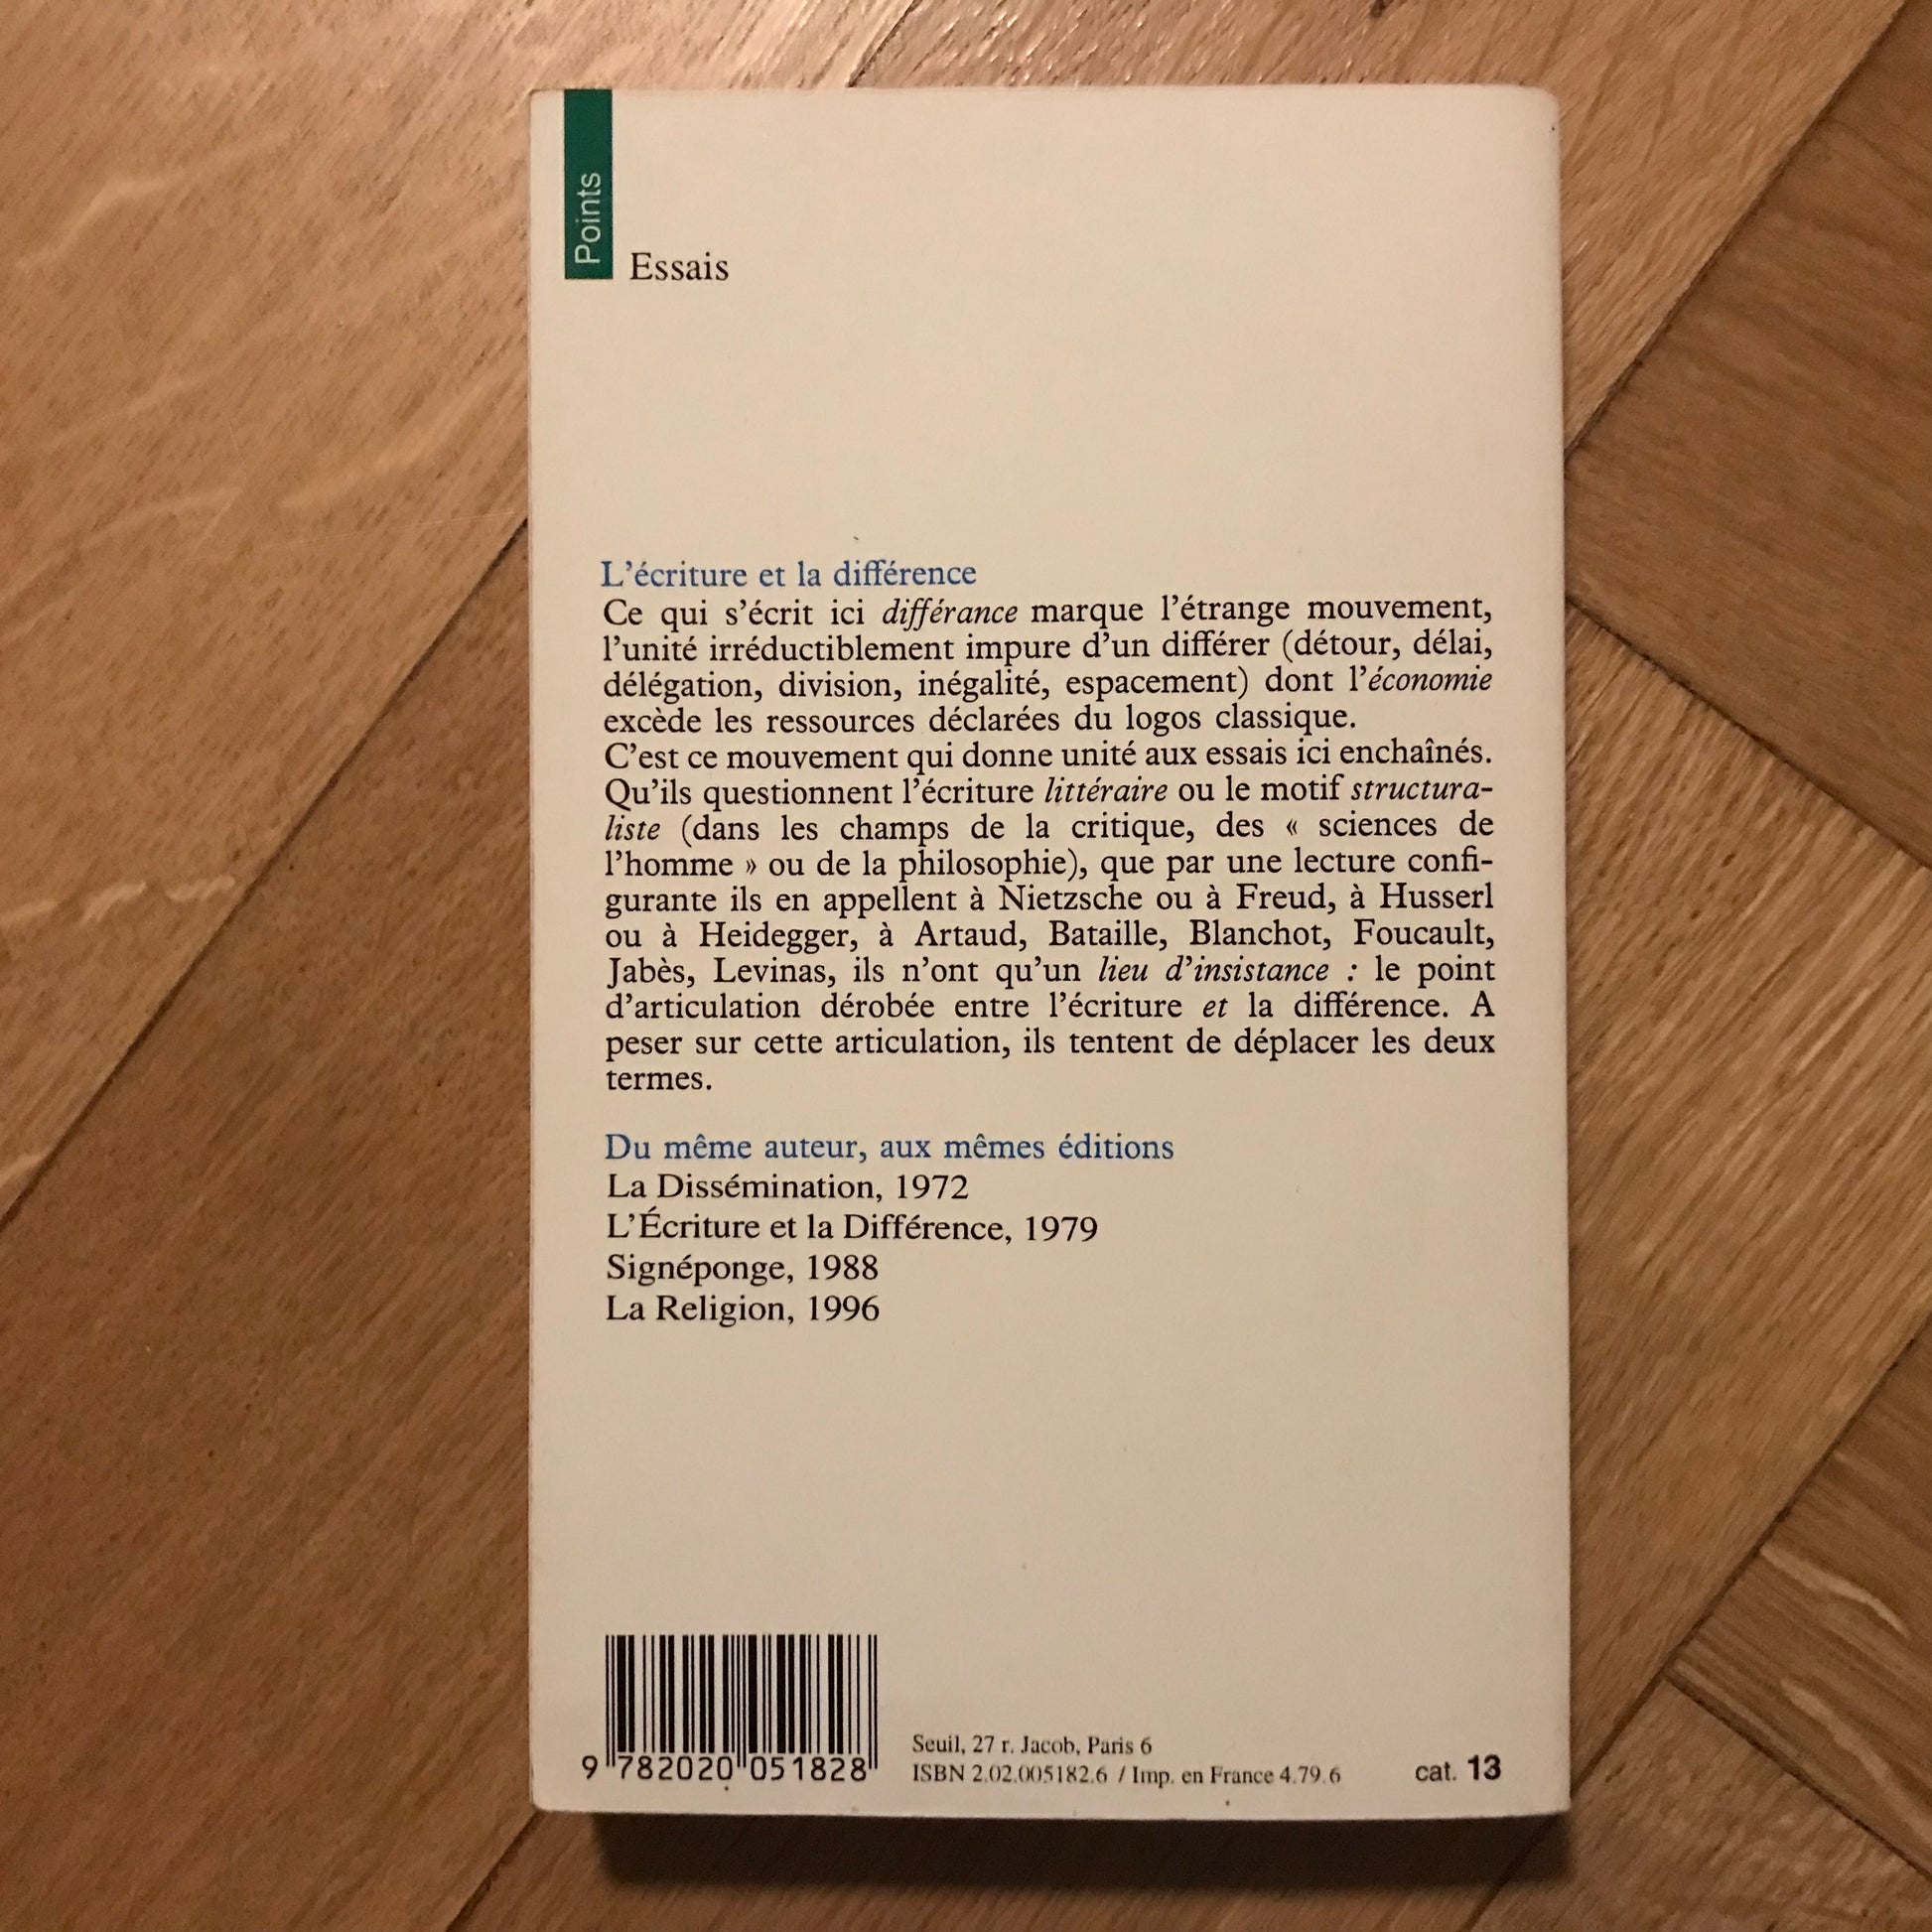 Points
Essais
L'écriture et la différence
Ce qui s'écrit ici différance marque l'étrange mouvement,
l'unité irréductiblement impure d'un différer (détour, délai,
délégation, division, inégalité, espacement) dont l'économie
excède les ressources déclarées du logos classique.
C'est ce mouvement qui donne unité aux essais ici enchaînés.
Qu'ils questionnent l'écriture littéraire ou le motif structura-
liste (dans les champs de la critique, des « sciences de
l'homme » ou de la philosophie), que par une lecture confi-
gurante ils en appellent à Nietzsche ou à Freud, à Husserl
ou à Heidegger, à Artaud, Bataille, Blanchot, Foucault,
Jabès, Levinas, ils n'ont qu'un lieu d'insistance : le point
d'articulation dérobée entre l'écriture et la différence. A
peser sur cette articulation, ils tentent de déplacer les deux
termes.
Du même auteur, aux mêmes éditions
La Dissémination, 1972
L'Écriture et la Différence, 1979
Signéponge, 1988
La Religion, 1996
9 782020 051828
Seuil, 27 r. Jacob, Paris 6
ISBN 2.02.005182.6 / Imp. en France 4.79.6
cat. 13